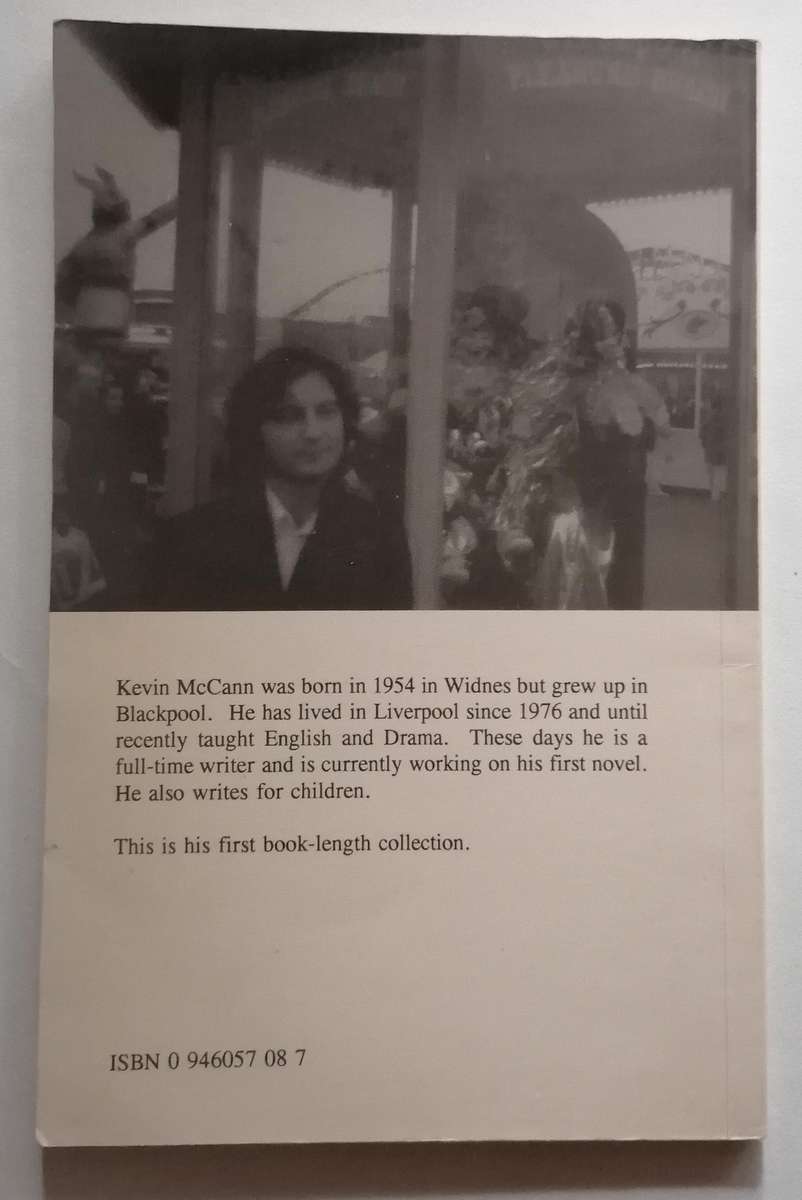 Kevin McCann was born in 1954 in Widnes but grew up in
Blackpool. He has lived in Liverpool since 1976 and until
recently taught English and Drama. These days he is a
full-time writer and is currently working on his first novel.
He also writes for children.
This is his first book-length collection.
ISBN 0 946057 08 7